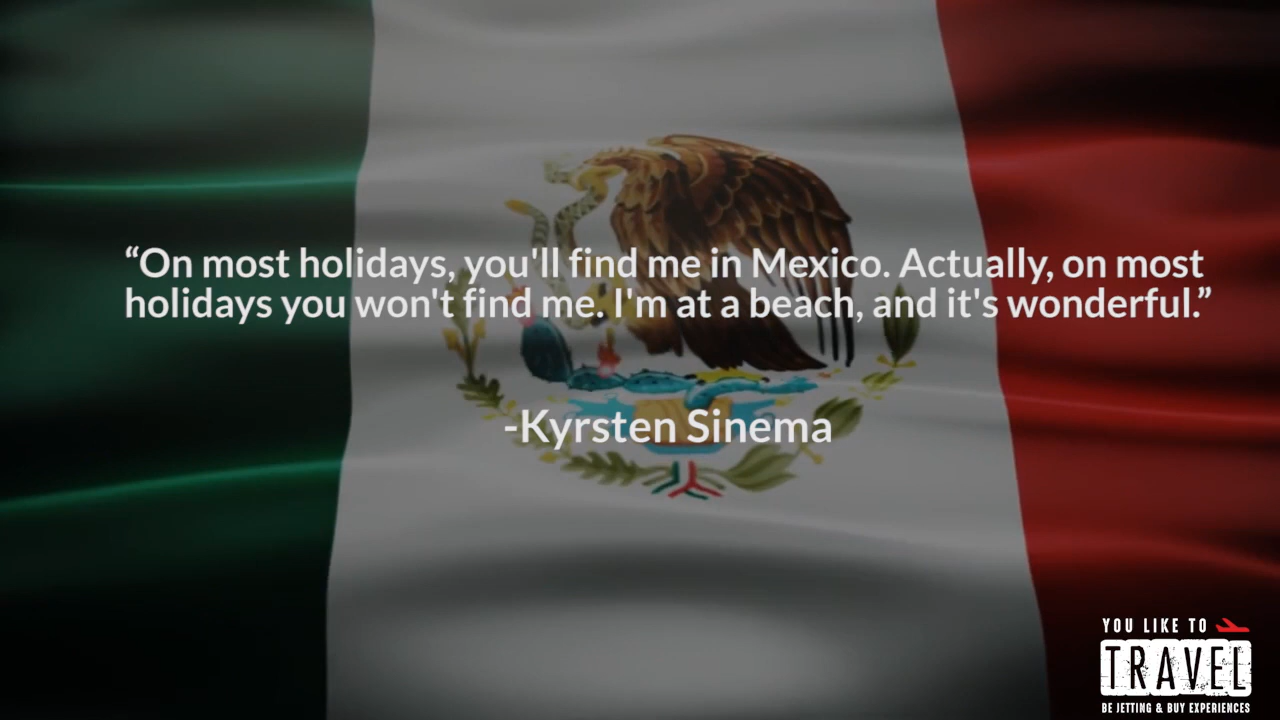 “On most holidays, you'll find me in Mexico. Actually, on most
holidays you won't find me. I'm at a beach, and it's wonderful.”
-Kyrsten Sinema
YOU LIKE TO
TRAVEL
BE JETTING & BUY EXPERIENCES